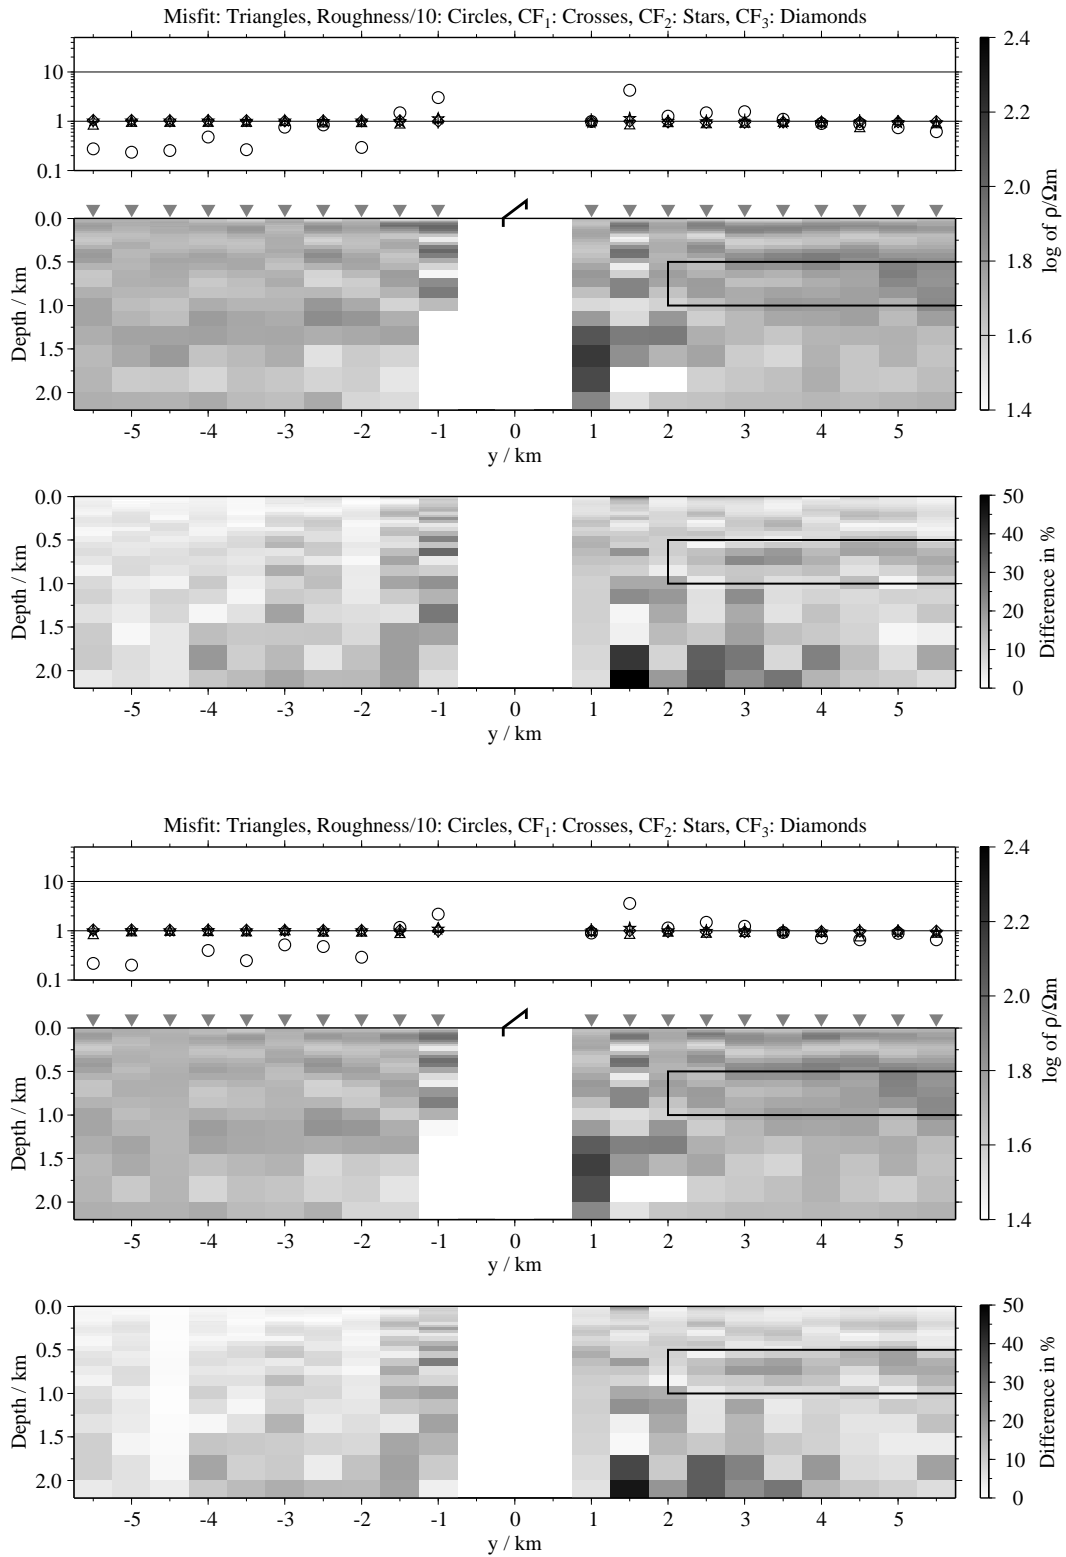 Misfit: Triangles, Roughness/10: Circles, CF1: Crosses, CF2: Stars, CF3: Diamonds
10
1
0.1
0.0
0.5
1.0
1.5
2.0
Depth / km
-5 -4 -3 -2 -1 0 1 2 3 4 5
y / km
2.4
2.2
2.0
1.8
1.6
1.4
log of ρ/Ωm
0.0
0.5
1.0
1.5
2.0
Depth / km
-5 -4 -3 -2 -1 0 1 2 3 4 5
y / km
50
40
30
20
10
0
Difference in %
Misfit: Triangles, Roughness/10: Circles, CF1: Crosses, CF2: Stars, CF3: Diamonds
10
1
0.1
0.0
0.5
1.0
1.5
2.0
Depth / km
-5 -4 -3 -2 -1 0 1 2 3 4 5
y / km
2.4
2.2
2.0
1.8
1.6
1.4
log of ρ/Ωm
0.0
0.5
1.0
1.5
2.0
Depth / km
-5 -4 -3 -2 -1 0 1 2 3 4 5
y / km
50
40
30
20
10
0
Difference in %